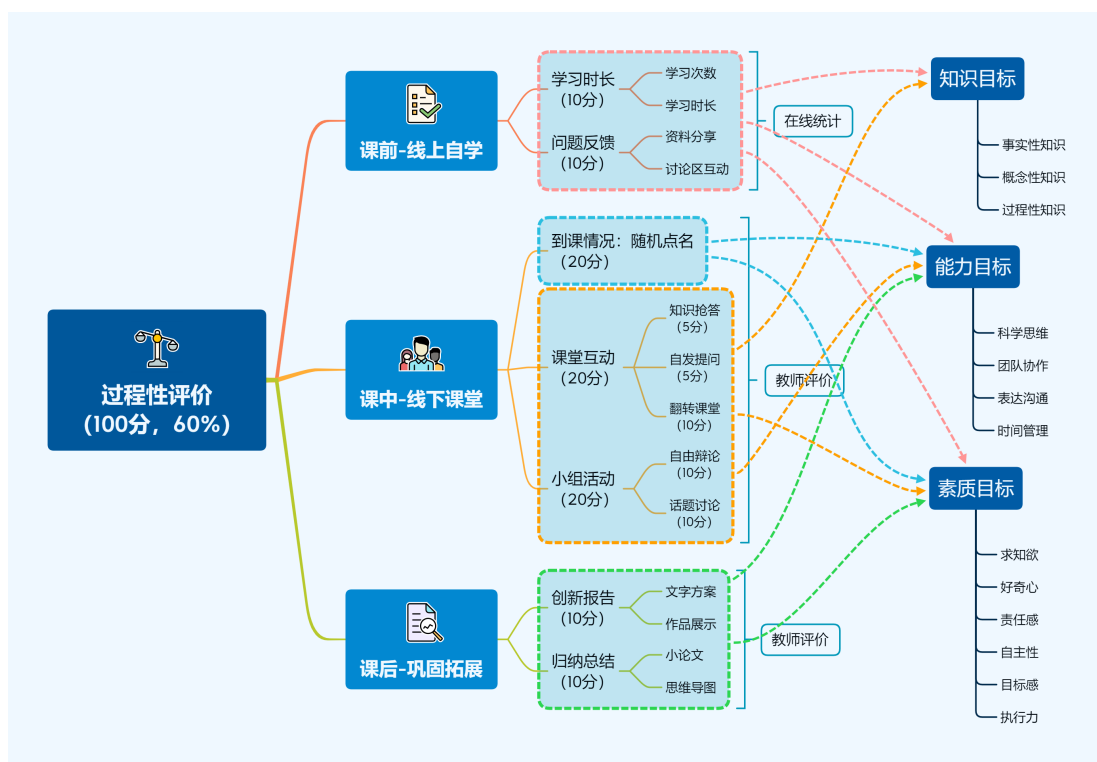 过程性评价
(100分，60%)
课前-线上自学
学习时长
(10分)
学习次数
学习时长
问题反馈
(10分)
资料分享
讨论区互动
在线统计
课中-线下课堂
到课情况：随机点名
(20分)
课堂互动
(20分)
知识抢答
(5分)
自发提问
(5分)
翻转课堂
(10分)
小组活动
(20分)
自由辩论
(10分)
话题讨论
(10分)
教师评价
课后-巩固拓展
创新报告
(10分)
文字方案
作品展示
归纳总结
(10分)
小论文
思维导图
教师评价
知识目标
事实性知识
概念性知识
过程性知识
能力目标
科学思维
团队协作
表达沟通
时间管理
素质目标
求知欲
好奇心
责任感
自主性
目标感
执行力